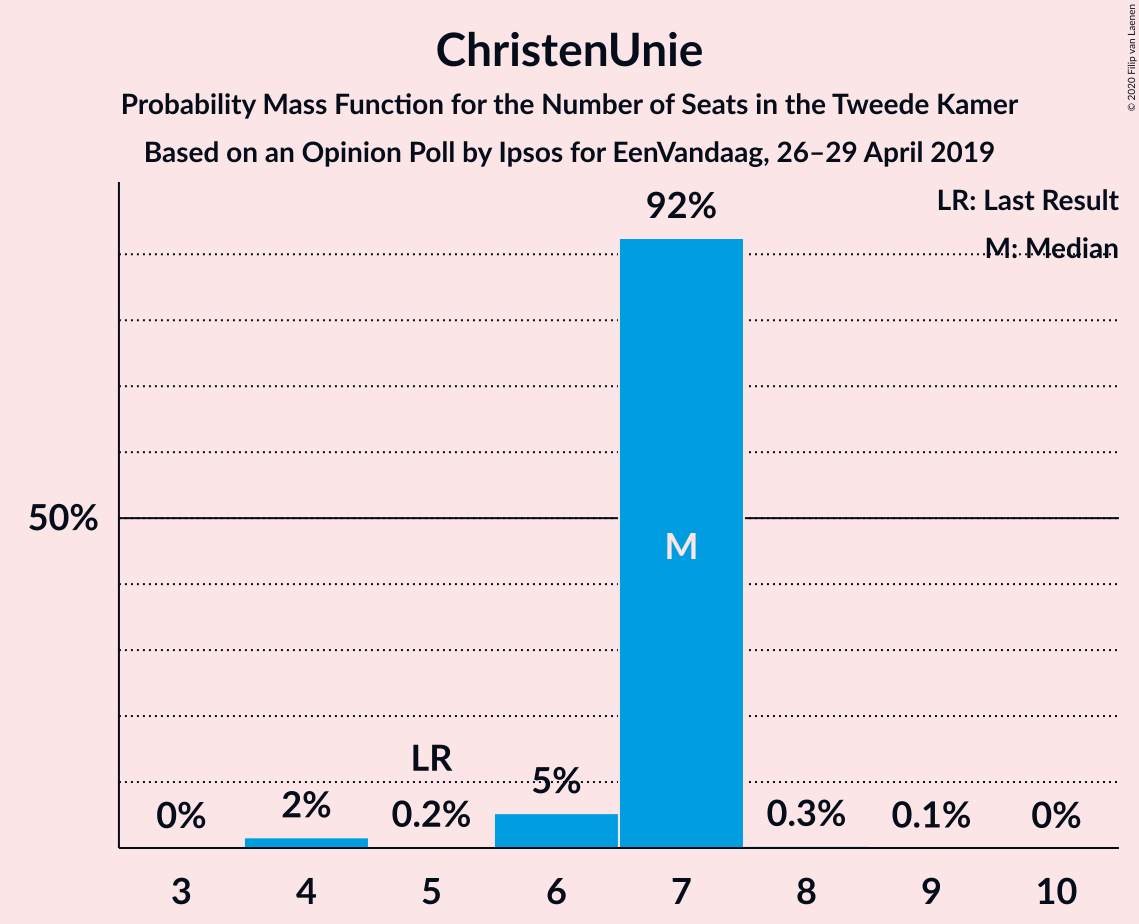 ChristenUnie
Probability Mass Function for the Number of Seats in the Tweede Kamer
Based on an Opinion Poll by Ipsos for EenVandaag, 26–29 April 2019
© 2020 Filip van Laenen
LR: Last Result
M: Median
92%
50%
M
LR
5%
0% 2% 0.2% 0.3% 0.1% 0%
3 4 5 6 7 8 9 10